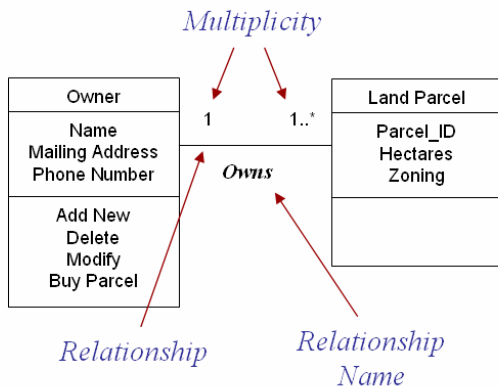 Multiplicity
Owner
Name
Mailing Address
Phone Number
Add New
Delete
Modify
Buy Parcel
1
1..*
Owns
Land Parcel
Parcel_ID
Hectares
Zoning
Relationship
Relationship
Name